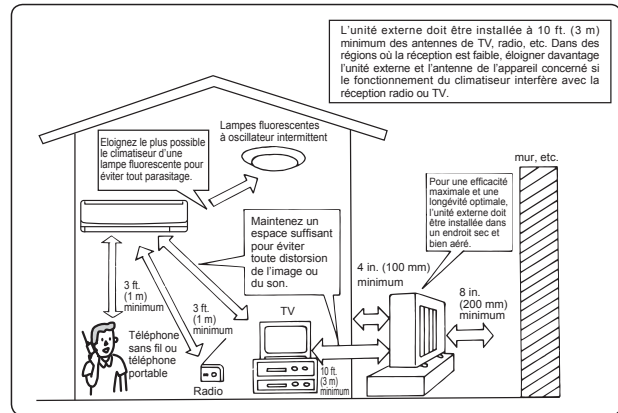 L'unité externe doit être installée à 10 ft. (3 m)
minimum des antennes de TV, radio, etc. Dans des
régions où la réception est faible, éloigner davantage
l'unité externe et l'antenne de l'appareil concerné si
le fonctionnement du climatiseur interfère avec la
réception radio ou TV.
Lampes fluorescentes
à oscillateur intermittent
Eloignez le plus possible
le climatiseur d'une
lampe fluorescente pour
éviter tout parasitage.
mur, etc.
Pour une efficacité
maximale et une
longévité optimale,
l'unité externe doit
être installée dans
un endroit sec et
bien aéré.
Maintenez un
espace suffisant
pour éviter
toute distorsion
de l'image ou
du son.
4 in. (100 mm)
minimum
8 in.
(200 mm)
minimum
3 ft.
(1 m)
minimum
3 ft.
(1 m)
minimum
TV
Téléphone
sans fil ou
téléphone
portable
Radio
10 ft.
(3 m)
minimum